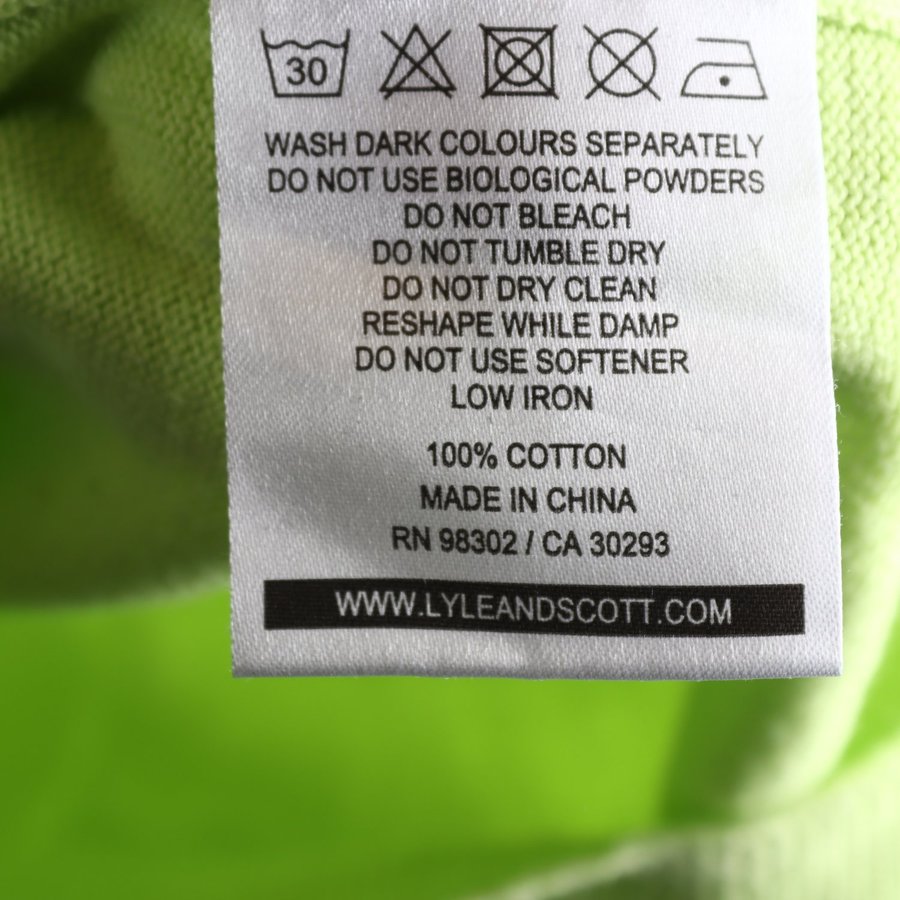 30
WASH DARK COLOURS SEPARATELY
DO NOT USE BIOLOGICAL POWDERS
DO NOT BLEACH
DO NOT TUMBLE DRY
DO NOT DRY CLEAN
RESHAPE WHILE DAMP
DO NOT USE SOFTENER
LOW IRON
100% COTTON
MADE IN CHINA
RN 98302 / CA 30293
WWW.LYLEANDSCOTT.COM